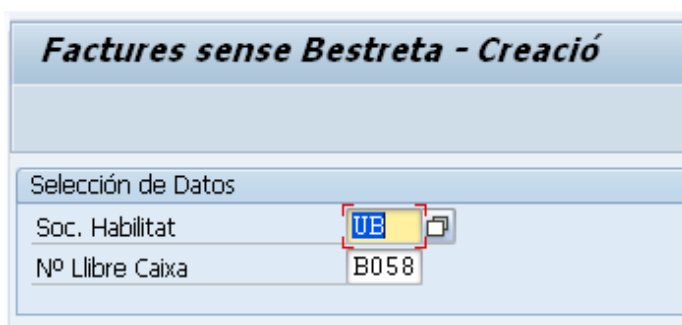 Factures sense Bestreta - Creació
Selección de Datos
Soc. Habilitat UB
Nº Llibre Caixa B058